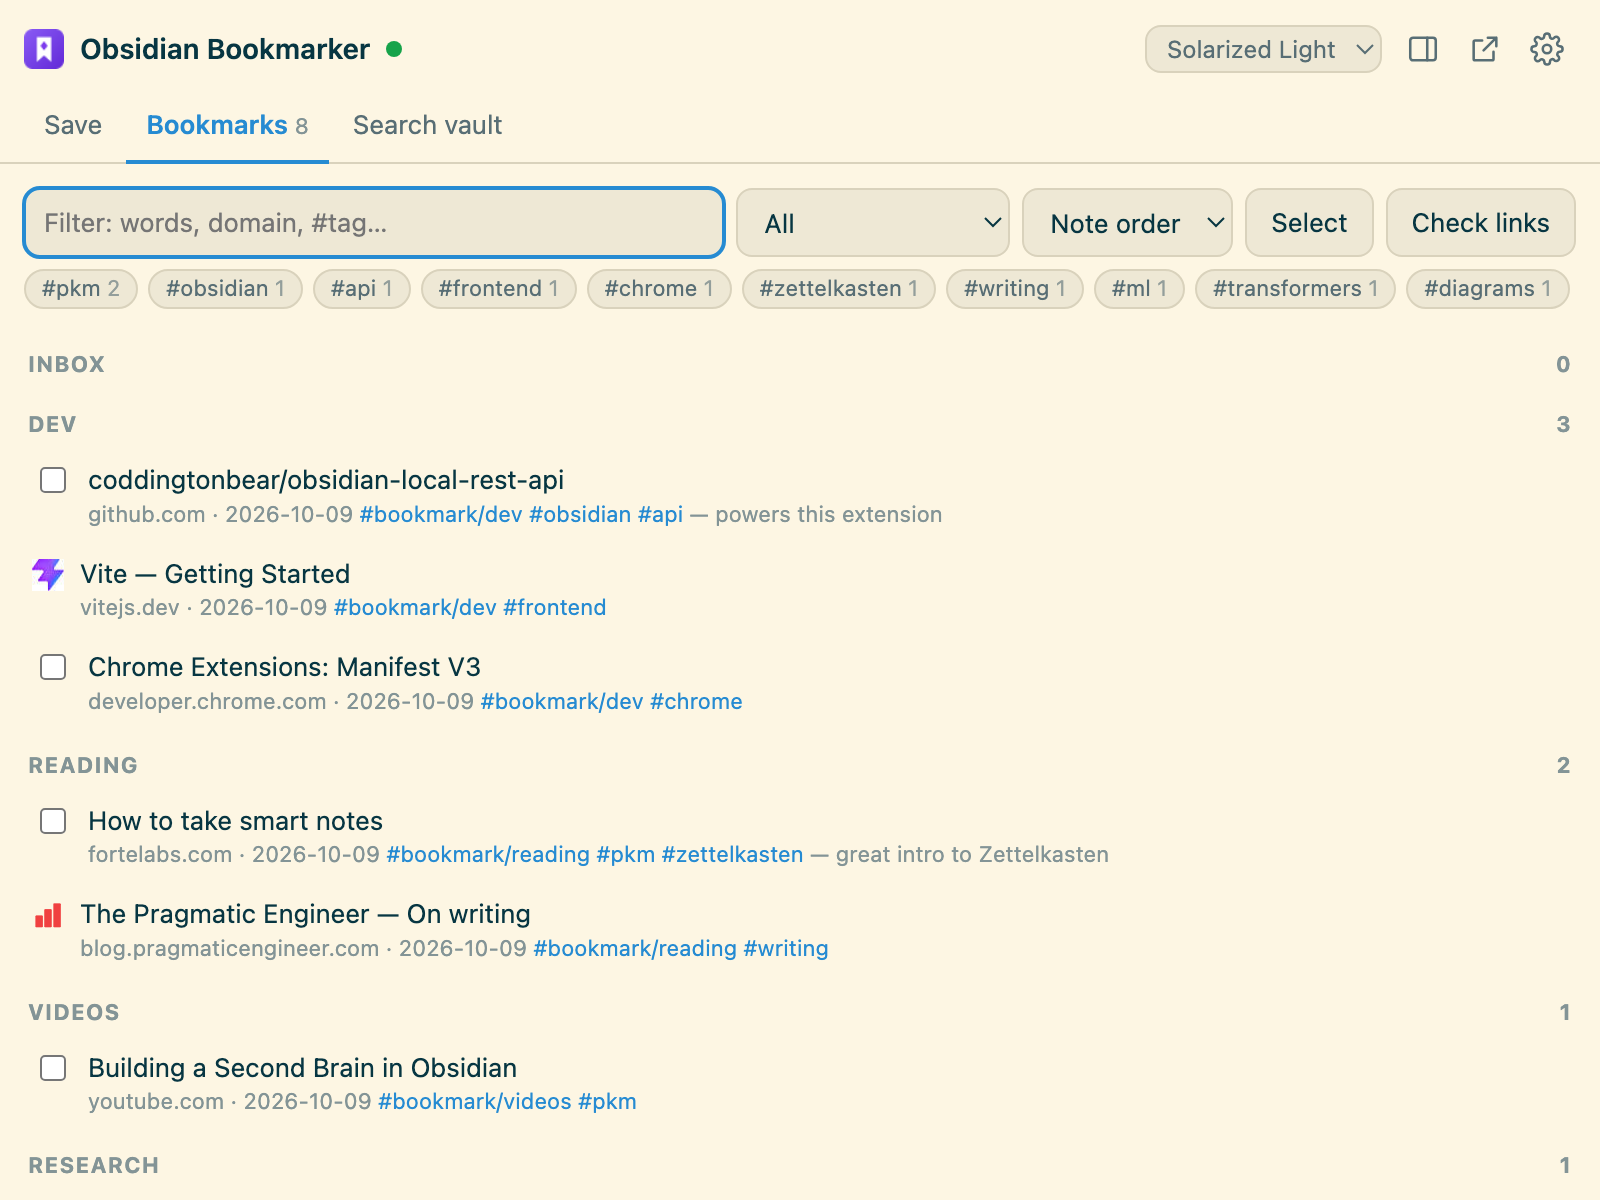 Obsidian Bookmarker
Solarized Light
Save
Bookmarks 8
Search vault
Filter: words, domain, #tag...
All
Note order
Select
Check links
#pkm 2
#obsidian 1
#api 1
#frontend 1
#chrome 1
#zettelkasten 1
#writing 1
#ml 1
#transformers 1
#diagrams 1
INBOX 0
DEV 3
coddingtonbear/obsidian-local-rest-api
github.com · 2026-10-09 #bookmark/dev #obsidian #api — powers this extension
Vite — Getting Started
vitejs.dev · 2026-10-09 #bookmark/dev #frontend
Chrome Extensions: Manifest V3
developer.chrome.com · 2026-10-09 #bookmark/dev #chrome
READING 2
How to take smart notes
fortelabs.com · 2026-10-09 #bookmark/reading #pkm #zettelkasten — great intro to Zettelkasten
The Pragmatic Engineer — On writing
blog.pragmaticengineer.com · 2026-10-09 #bookmark/reading #writing
VIDEOS 1
Building a Second Brain in Obsidian
youtube.com · 2026-10-09 #bookmark/videos #pkm
RESEARCH 1